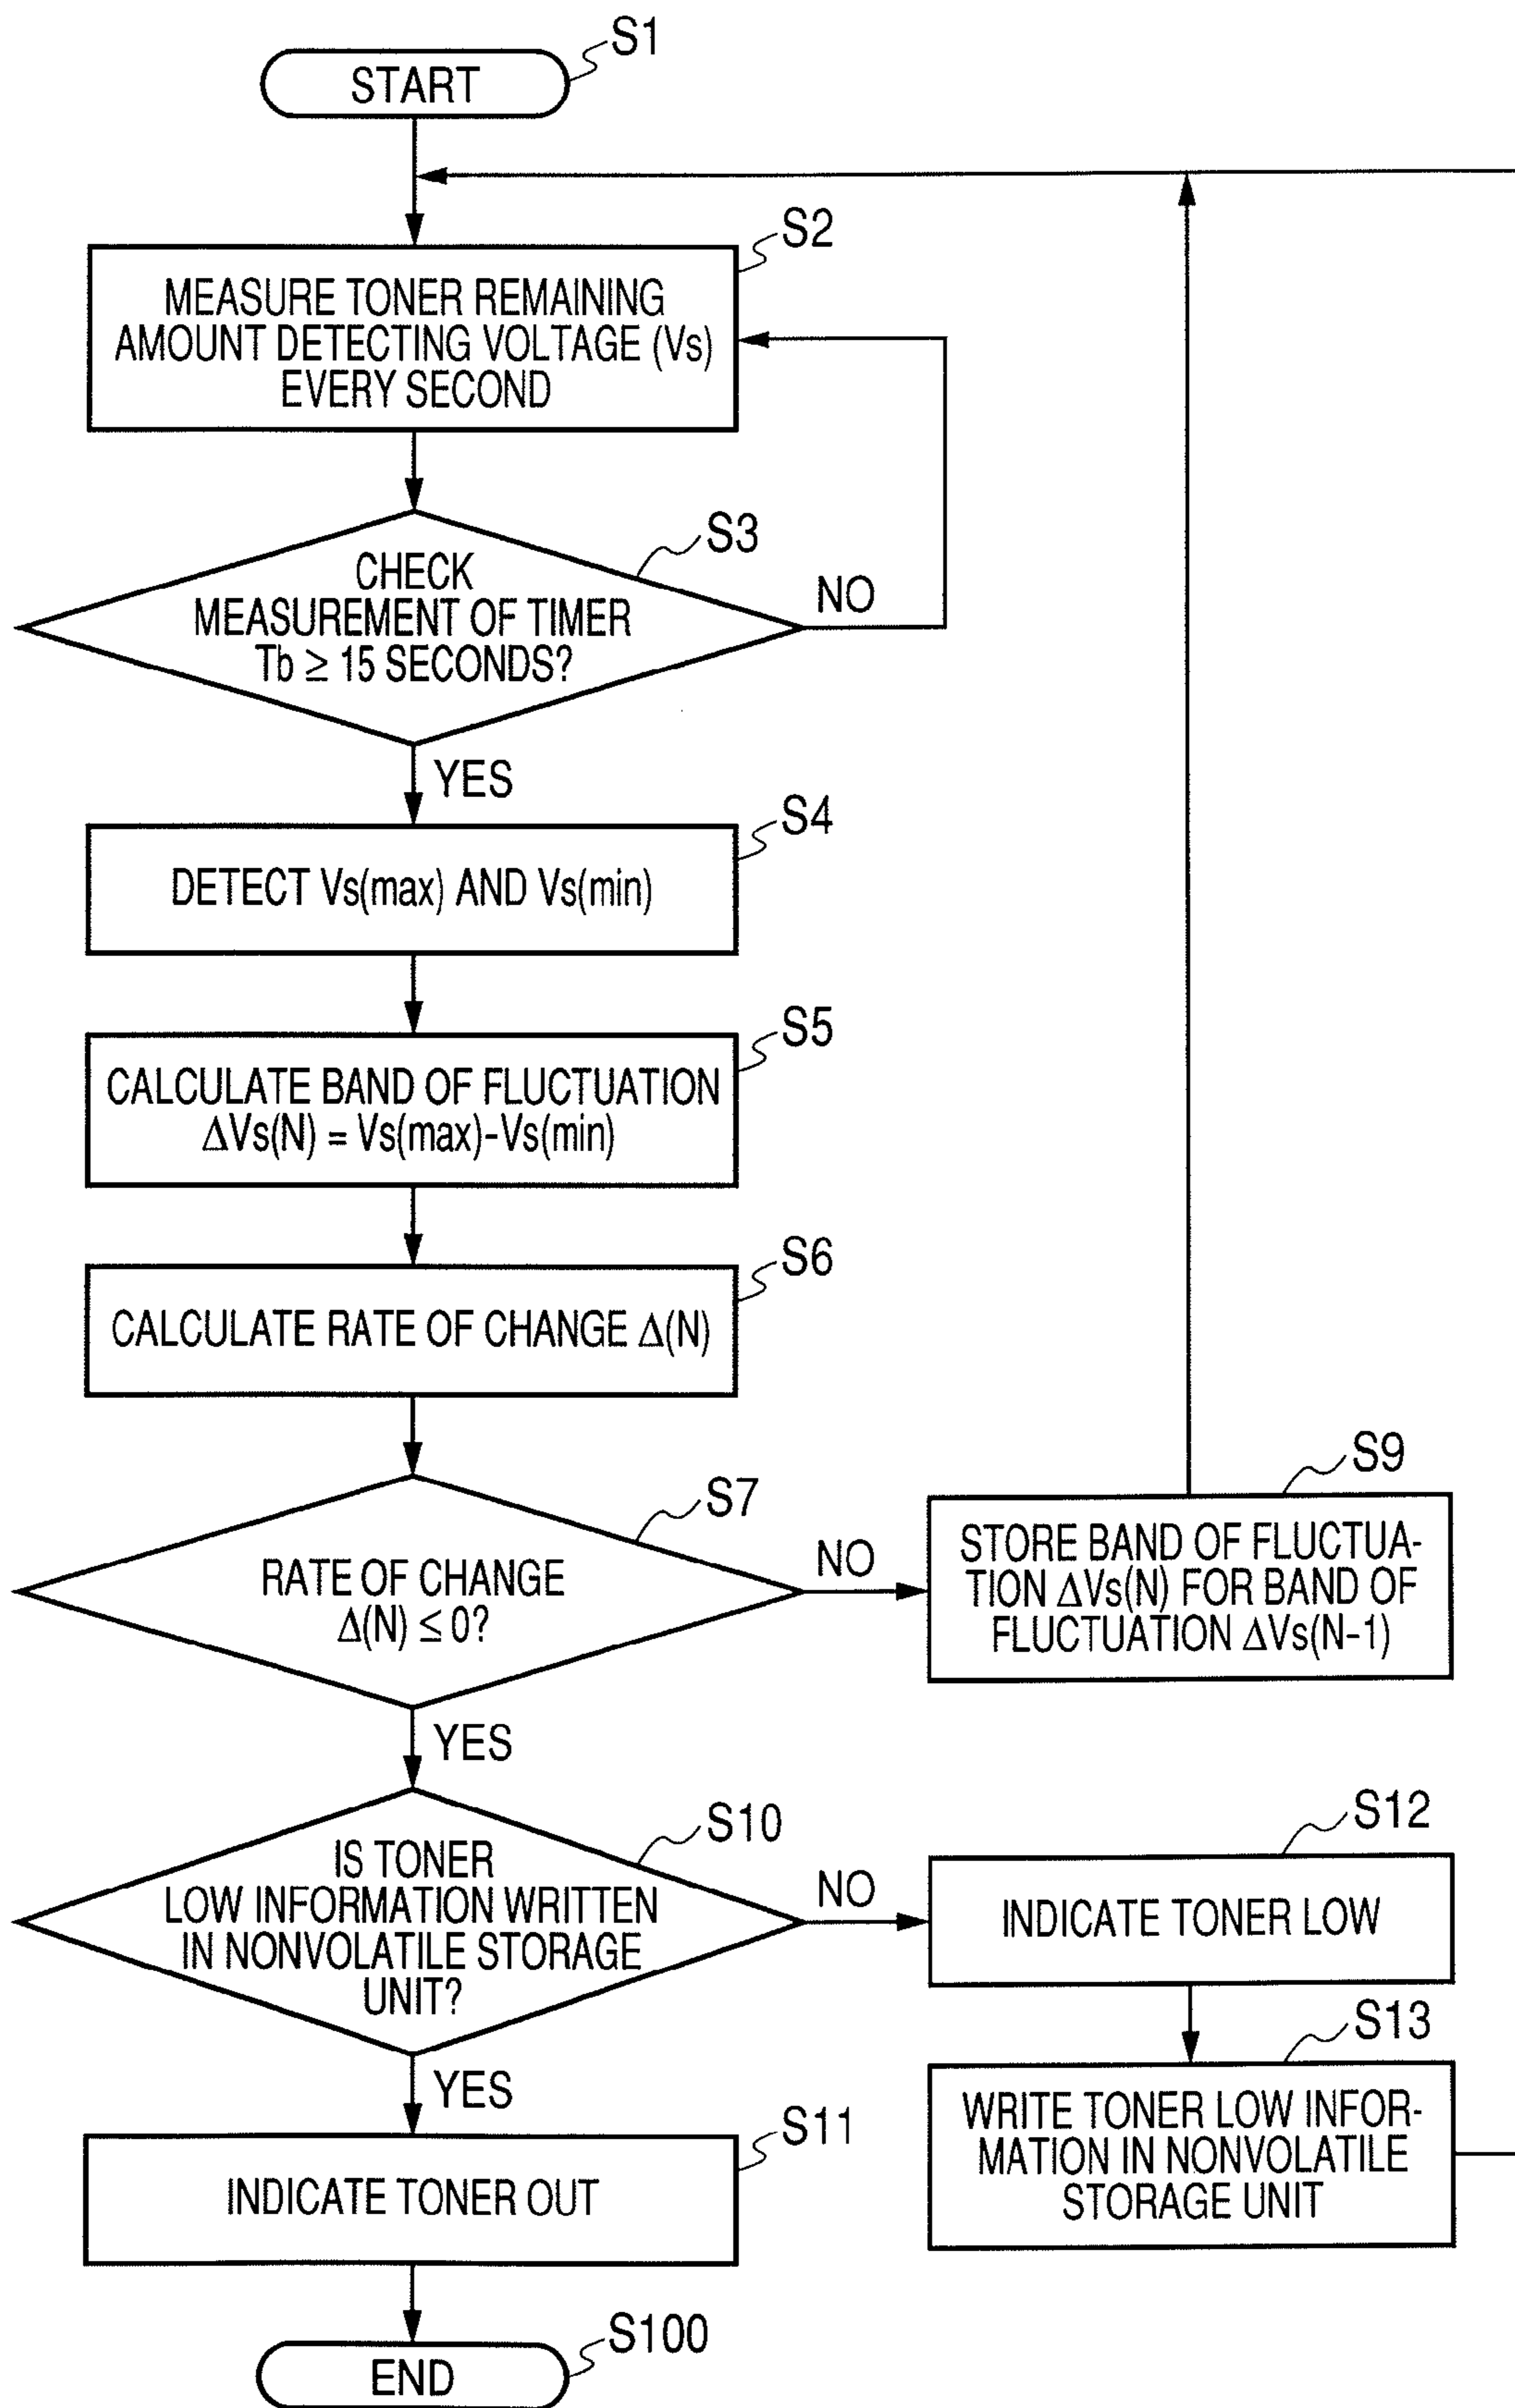 START
S1
S2
MEASURE TONER REMAINING
AMOUNT DETECTING VOLTAGE (Vs)
EVERY SECOND
S3
CHECK
MEASUREMENT OF TIMER
Tb ≥ 15 SECONDS?
NO
YES
S4
DETECT Vs(max) AND Vs(min)
S5
CALCULATE BAND OF FLUCTUATION
ΔVs(N) = Vs(max)-Vs(min)
S6
CALCULATE RATE OF CHANGE Δ(N)
S7
RATE OF CHANGE
Δ(N) ≤ 0?
NO
S9
STORE BAND OF FLUCTUA-
TION ΔVs(N) FOR BAND OF
FLUCTUATION ΔVs(N-1)
YES
S10
IS TONER
LOW INFORMATION WRITTEN
IN NONVOLATILE STORAGE
UNIT?
NO
S12
INDICATE TONER LOW
S13
WRITE TONER LOW INFOR-
MATION IN NONVOLATILE
STORAGE UNIT
YES
S11
INDICATE TONER OUT
S100
END